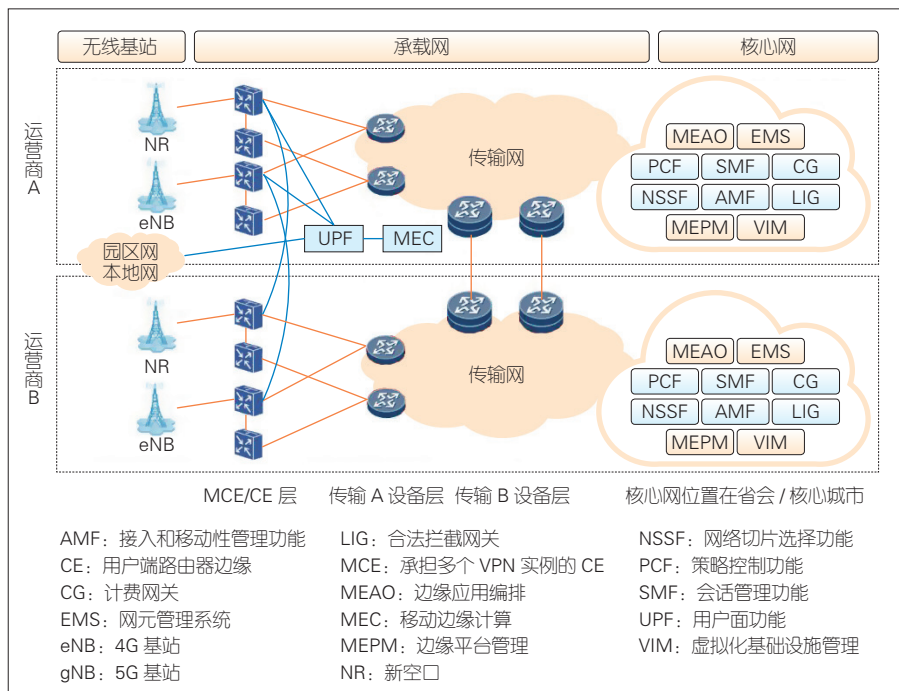 无线基站
承载网
核心网
运营商A
NR
eNB
园区网
本地网
UPF
MEC
传输网
MEAO
EMS
PCF
SMF
CG
NSSF
AMF
LIG
MEPM
VIM
运营商B
NR
eNB
传输网
MEAO
EMS
PCF
SMF
CG
NSSF
AMF
LIG
MEPM
VIM
MCE/CE 层
传输 A 设备层
传输 B 设备层
核心网位置在省会 / 核心城市
AMF：接入和移动性管理功能
CE：用户端路由器边缘
CG：计费网关
EMS：网元管理系统
eNB：4G 基站
gNB：5G 基站
LIG：合法拦截网关
MCE：承担多个 VPN 实例的 CE
MEAO：边缘应用编排
MEC：移动边缘计算
MEPM：边缘平台管理
NR：新空口
NSSF：网络切片选择功能
PCF：策略控制功能
SMF：会话管理功能
UPF：用户面功能
VIM：虚拟化基础设施管理